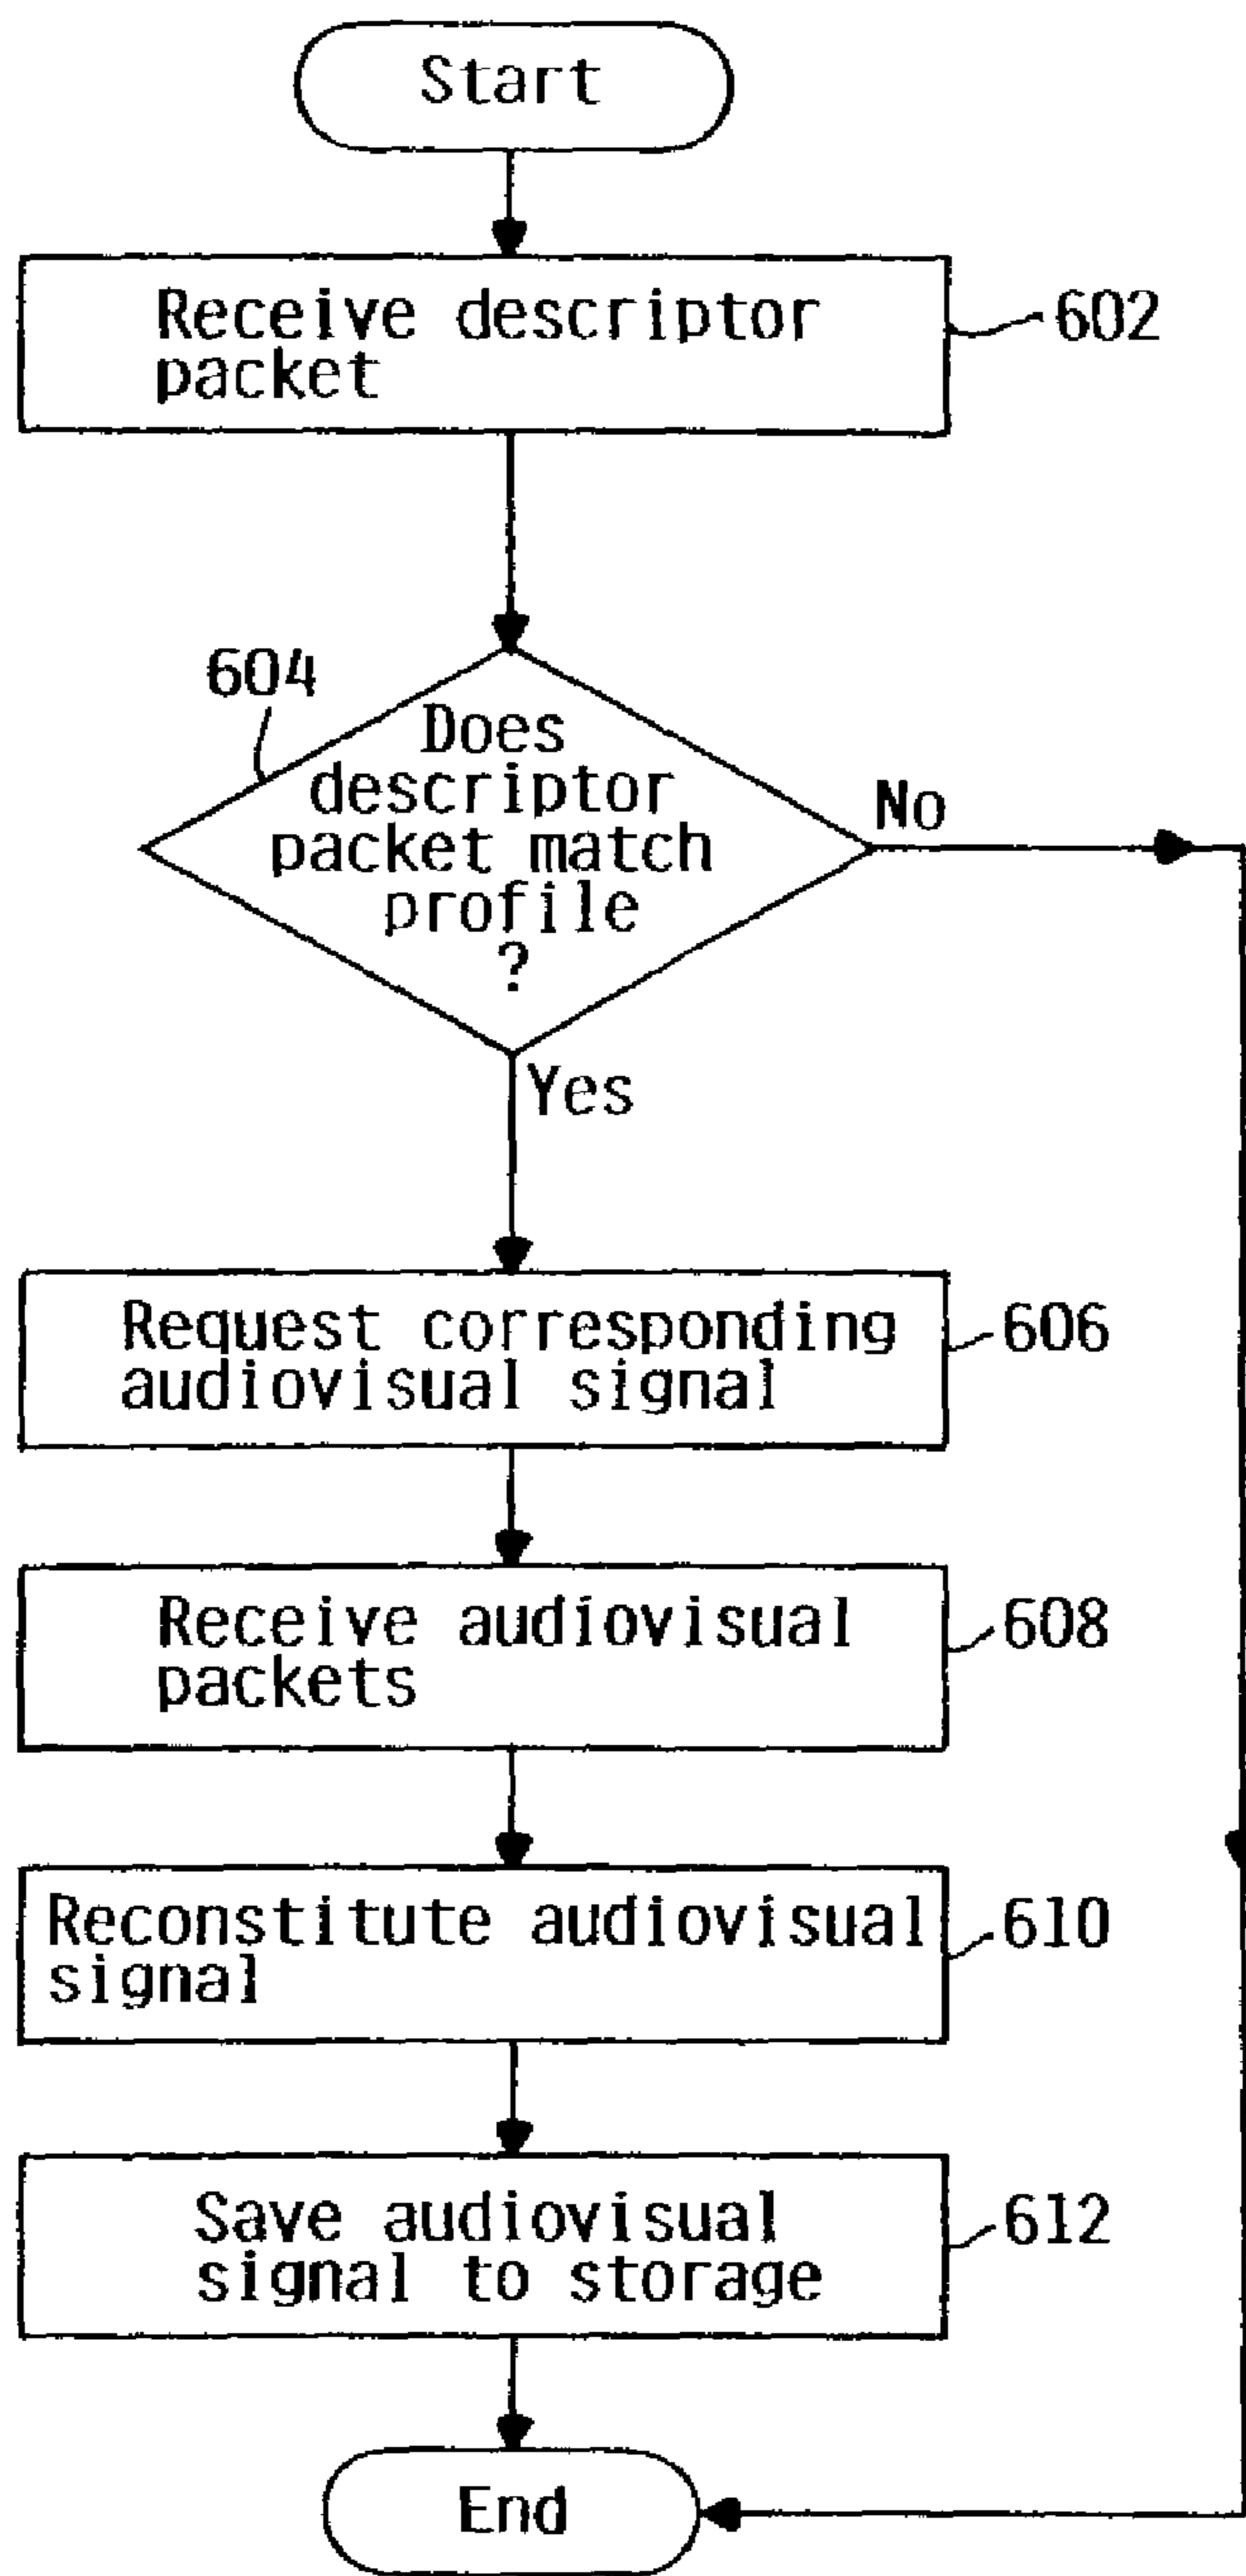 Start
Receive descriptor
packet
602
604
Does
descriptor
packet match
profile
?
No
Yes
Request corresponding
audiovisual signal
606
Receive audiovisual
packets
608
Reconstitute audiovisual
signal
610
Save audiovisual
signal to storage
612
End